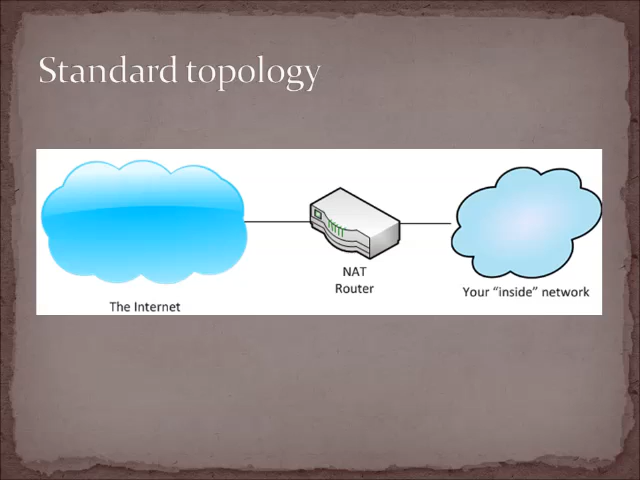 Standard topology
NAT
Router
The Internet
Your “inside” network